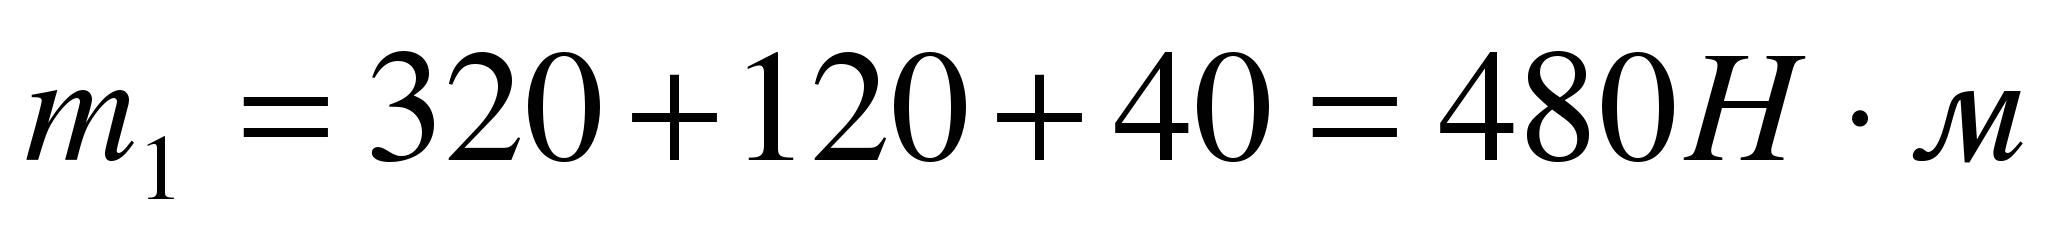 m₁ = 320 + 120 + 40 = 480Н · м